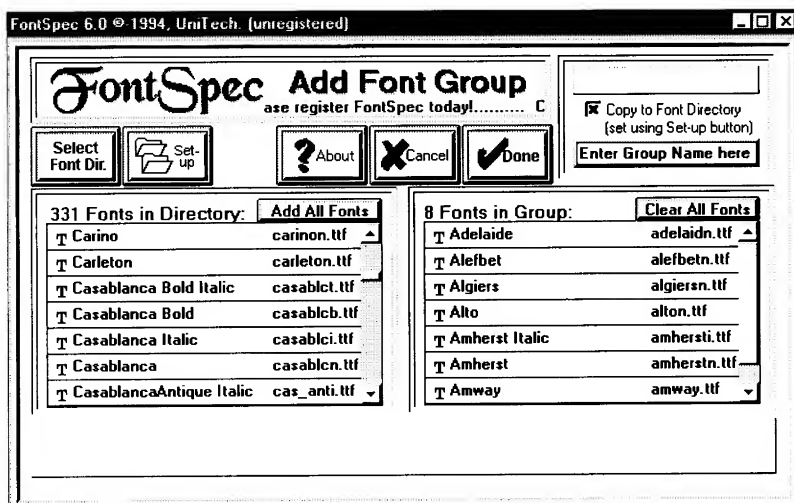 FontSpec 6.0 © 1994, UniTech. (unregistered)
FontSpec Add Font Group
ase register FontSpec today!.......... C
Copy to Font Directory
(set using Set-up button)
Enter Group Name here
Select
Font Dir.
Set-
up
?About
Cancel
Done
331 Fonts in Directory: Add All Fonts
T Carino carinon.ttf
T Carleton carleton.ttf
T Casablanca Bold Italic casablct.ttf
T Casablanca Bold casablcb.ttf
T Casablanca Italic casablci.ttf
T Casablanca casablcn.ttf
T CasablancaAntique Italic cas_anti.ttf
8 Fonts in Group: Clear All Fonts
T Adelaide adelaidn.ttf
T Alefbet alefbetn.ttf
T Algiers algiersn.ttf
T Alto alton.ttf
T Amherst Italic amhersti.ttf
T Amherst amherstn.ttf
T Amway amway.ttf